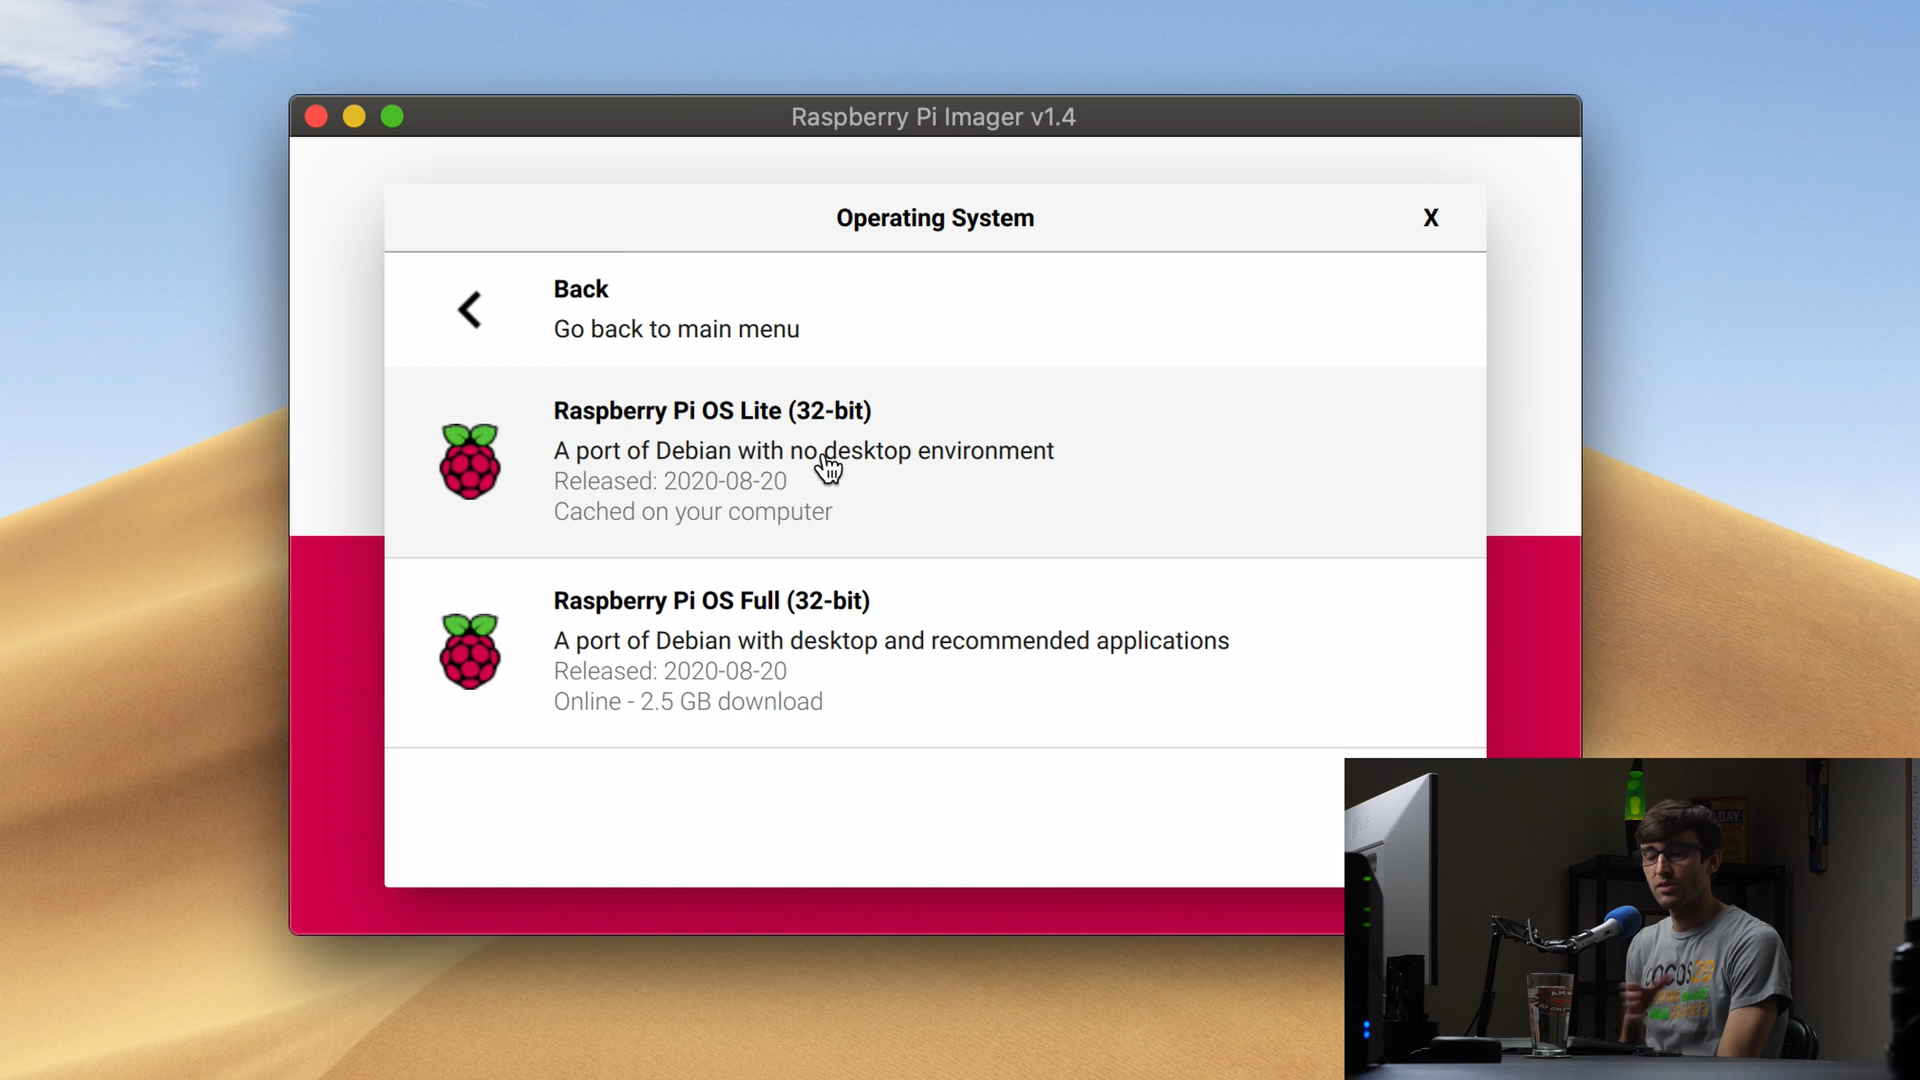 Raspberry Pi Imager v1.4
Operating System
X
Back
Go back to main menu
Raspberry Pi OS Lite (32-bit)
A port of Debian with no desktop environment
Released: 2020-08-20
Cached on your computer
Raspberry Pi OS Full (32-bit)
A port of Debian with desktop and recommended applications
Released: 2020-08-20
Online - 2.5 GB download